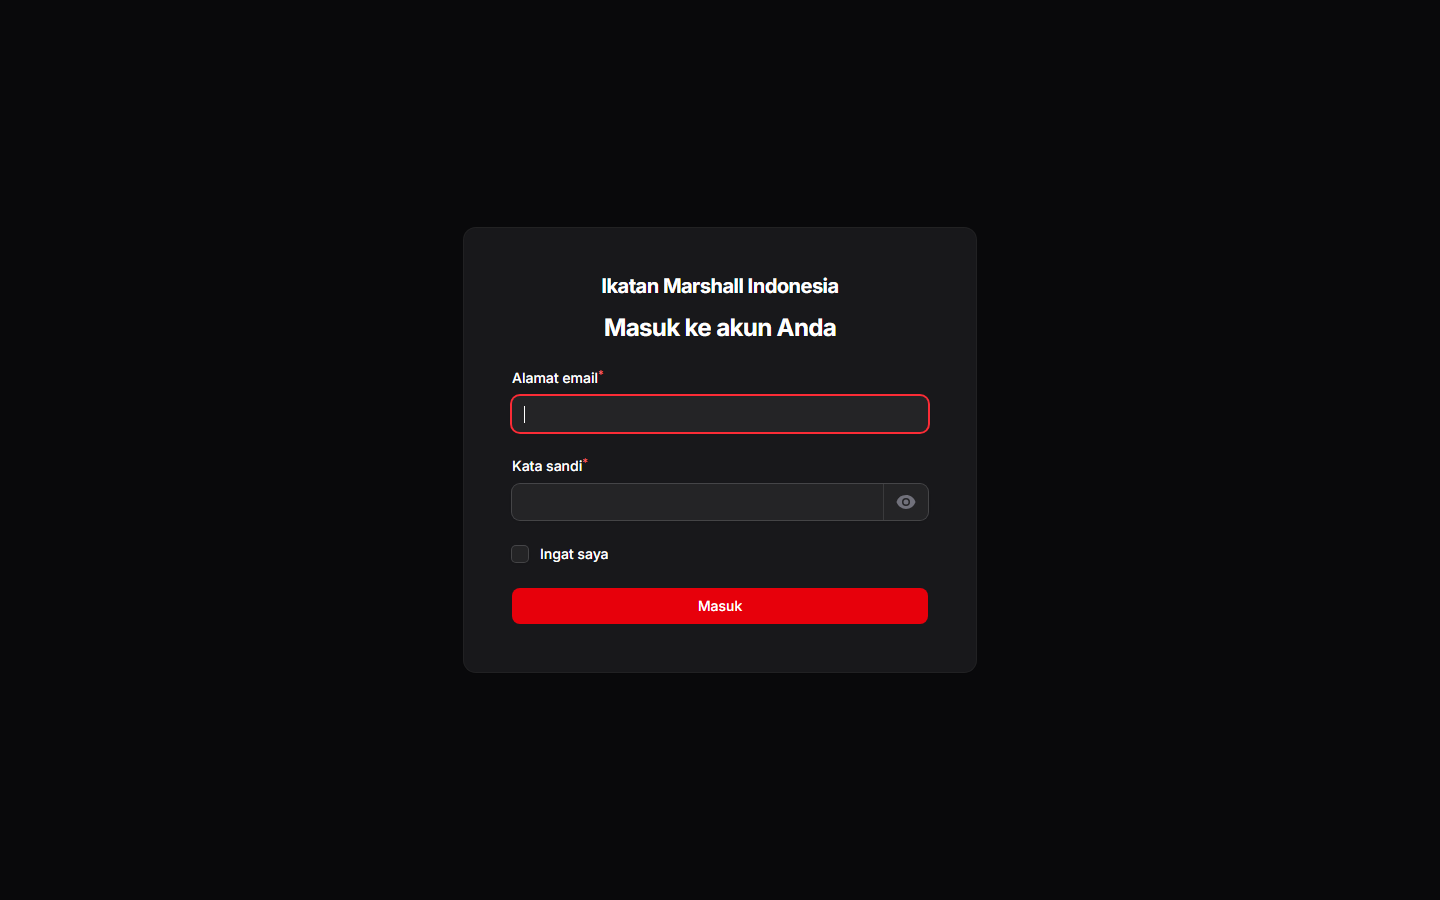 Ikatan Marshall Indonesia
Masuk ke akun Anda
Alamat email*
Kata sandi*
Ingat saya
Masuk